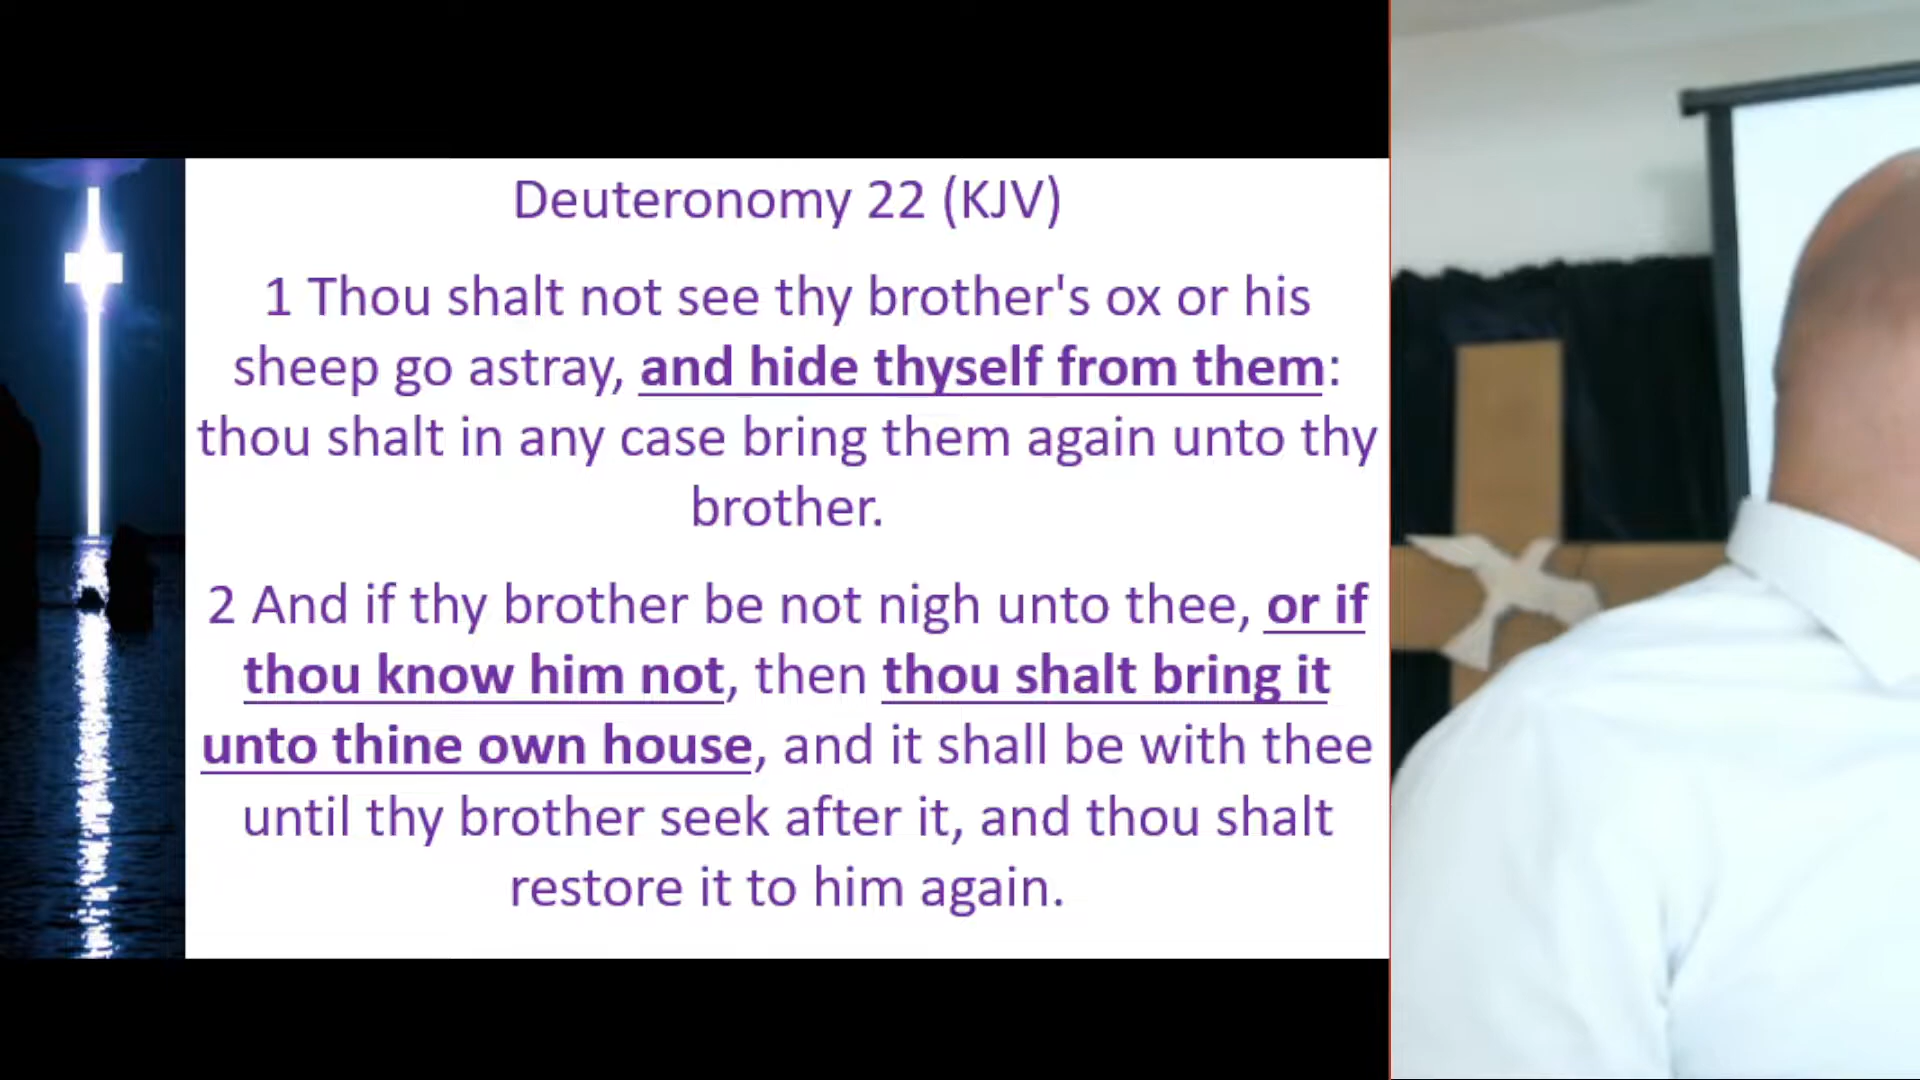 Deuteronomy 22 (KJV)
1 Thou shalt not see thy brother's ox or his
sheep go astray, and hide thyself from them:
thou shalt in any case bring them again unto thy
brother.
2 And if thy brother be not nigh unto thee, or if
thou know him not, then thou shalt bring it
unto thine own house, and it shall be with thee
until thy brother seek after it, and thou shalt
restore it to him again.